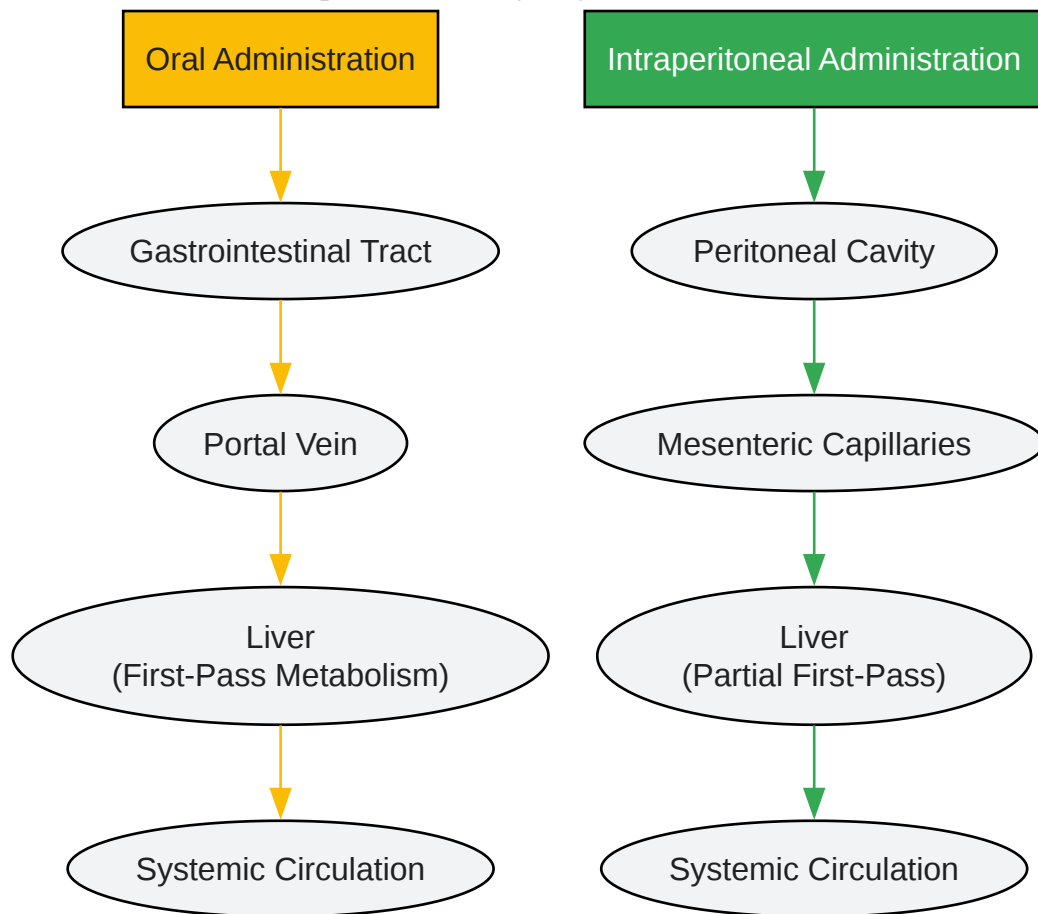 Oral Administration
Intraperitoneal Administration
Gastrointestinal Tract
Peritoneal Cavity
Portal Vein
Mesenteric Capillaries
Liver
(First-Pass Metabolism)
Liver
(Partial First-Pass)
Systemic Circulation
Systemic Circulation